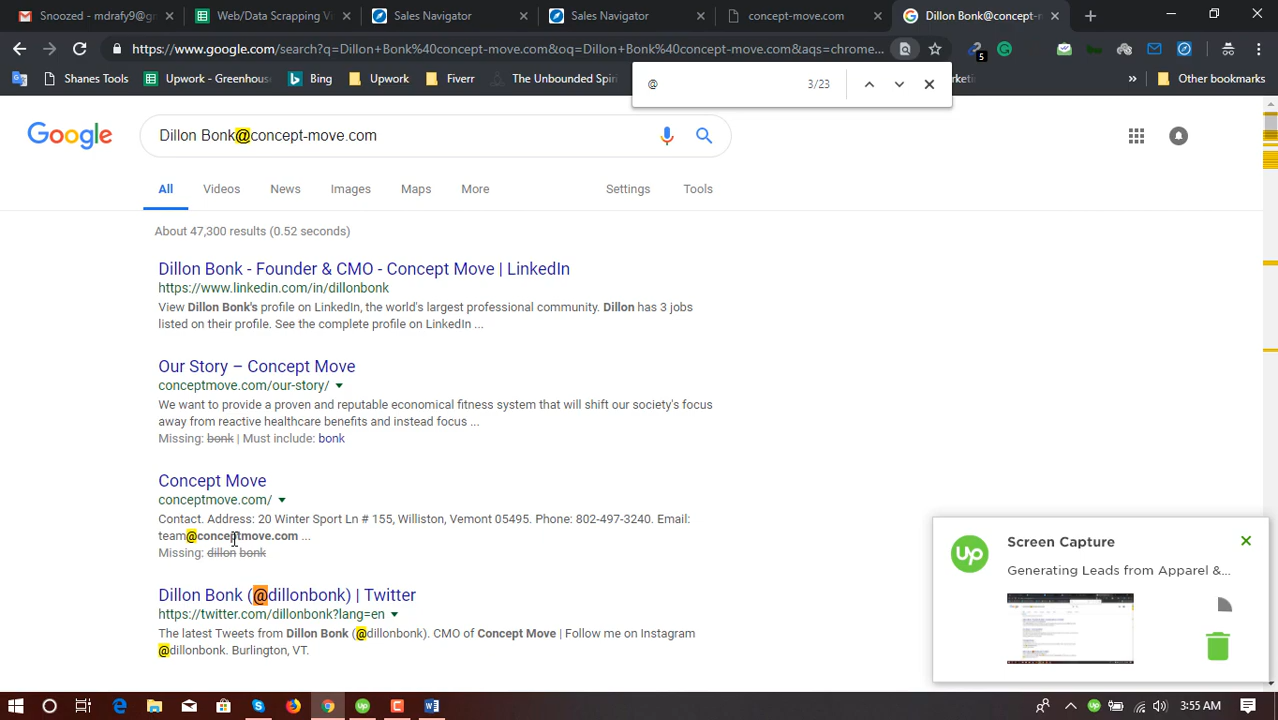 Snoozed - mdrafy9@gr
Web/Data Scrapping Vi
Sales Navigator
Sales Navigator
concept-move.com
Dillon Bonk@concept-m
https://www.google.com/search?q=Dillon+Bonk%40concept-move.com&oq=Dillon+Bonk%40concept-move.com&aqs=chrome...
5
Shanes Tools
Upwork - Greenhouse
Bing
Upwork
Fiverr
The Unbounded Spiri
»
Other bookmarks
@
3/23
Google
Dillon Bonk@concept-move.com
All
Videos
News
Images
Maps
More
Settings
Tools
About 47,300 results (0.52 seconds)
Dillon Bonk - Founder & CMO - Concept Move | LinkedIn
https://www.linkedin.com/in/dillonbonk
View Dillon Bonk's profile on LinkedIn, the world's largest professional community. Dillon has 3 jobs
listed on their profile. See the complete profile on LinkedIn ...
Our Story – Concept Move
conceptmove.com/our-story/
We want to provide a proven and reputable economical fitness system that will shift our society's focus
away from reactive healthcare benefits and instead focus ...
Missing: bonk | Must include: bonk
Concept Move
conceptmove.com/
Contact. Address: 20 Winter Sport Ln # 155, Williston, Vemont 05495. Phone: 802-497-3240. Email:
team@conceptmove.com ...
Missing: dillon bonk
Dillon Bonk (@dillonbonk) | Twitter
https://twitter.com/dillonbonk?lang=en
The latest Tweets from Dillon Bonk (@dillonbonk). CMO of Concept Move | Follow me on Instagram
@dillonbonk. Burlington, VT.
Up
Screen Capture
Generating Leads from Apparel &...
3:55 AM